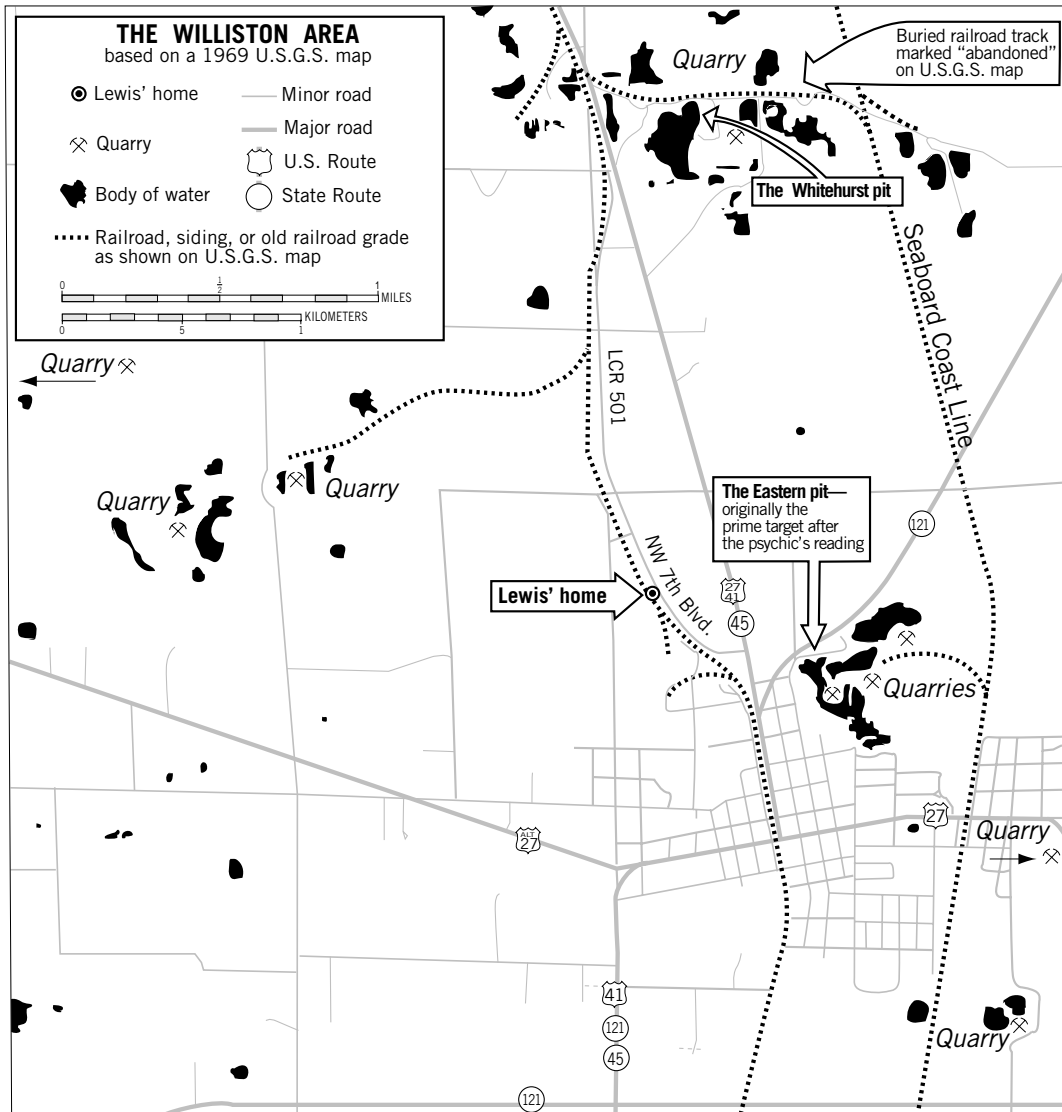 THE WILLISTON AREA
based on a 1969 U.S.G.S. map
Lewis' home
Quarry
Body of water
Minor road
Major road
U.S. Route
State Route
Railroad, siding, or old railroad grade
as shown on U.S.G.S. map
0 1/2 1
MILES
KILOMETERS
0 5 1
Quarry
Buried railroad track
marked “abandoned”
on U.S.G.S. map
The Whitehurst pit
Seaboard Coast Line
Quarry
LCR 501
Quarry
Quarry
The Eastern pit—
originally the
prime target after
the psychic's reading
121
NW 7th Blvd.
27
41
45
Lewis' home
Quarries
ALT
27
27
Quarry
41
121
45
Quarry
121